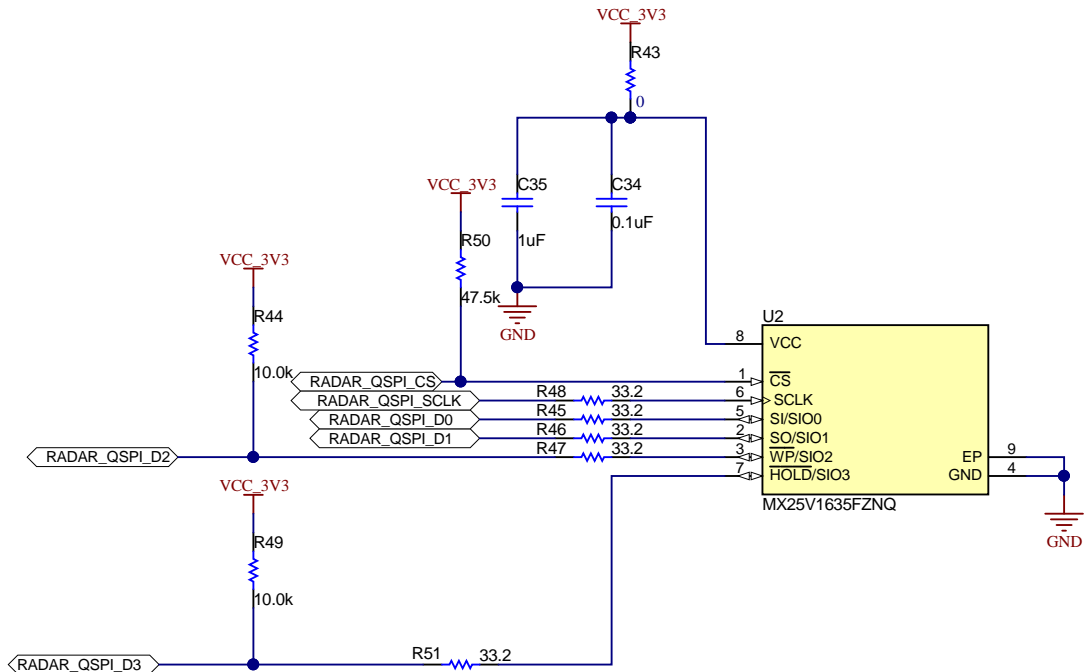 VCC_3V3
R43
0
VCC_3V3
C35
C34
1uF
0.1uF
R50
47.5k
GND
VCC_3V3
R44
10.0k
U2
8 VCC
RADAR_QSPI_CS
1 CS
RADAR_QSPI_SCLK
R48 33.2
6 SCLK
RADAR_QSPI_D0
R45 33.2
5 SI/SIO0
RADAR_QSPI_D1
R46 33.2
2 SO/SIO1
RADAR_QSPI_D2
R47 33.2
3 WP/SIO2
EP 9
7 HOLD/SIO3
GND 4
MX25V1635FZNQ
GND
VCC_3V3
R49
10.0k
RADAR_QSPI_D3
R51 33.2